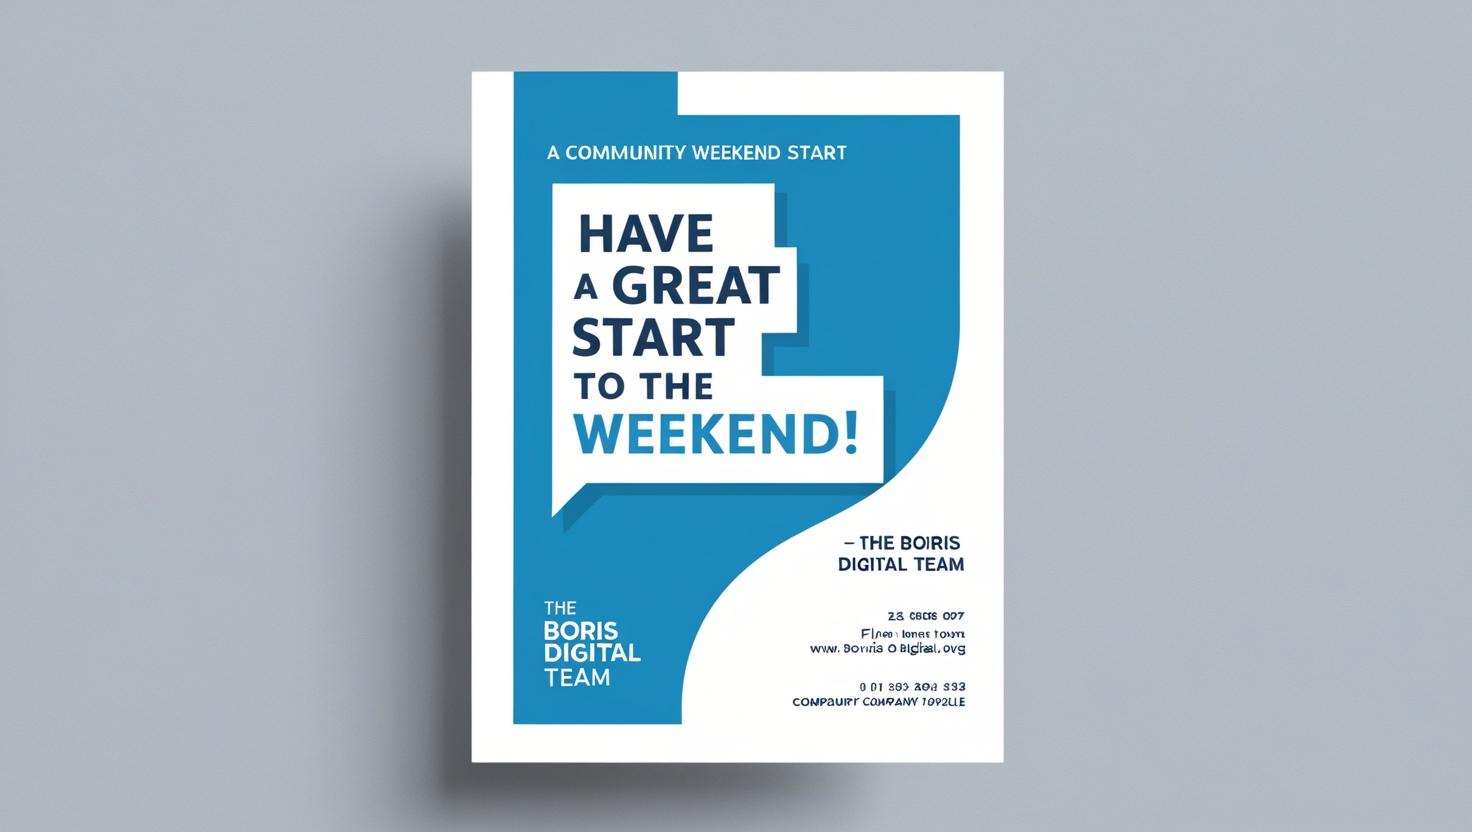 A COMMUNITY WEEKEND START
HAVE
A GREAT
START
TO THE
WEEKEND!
– THE BORIS
DIGITAL TEAM
THE
BORIS
DIGITAL
TEAM